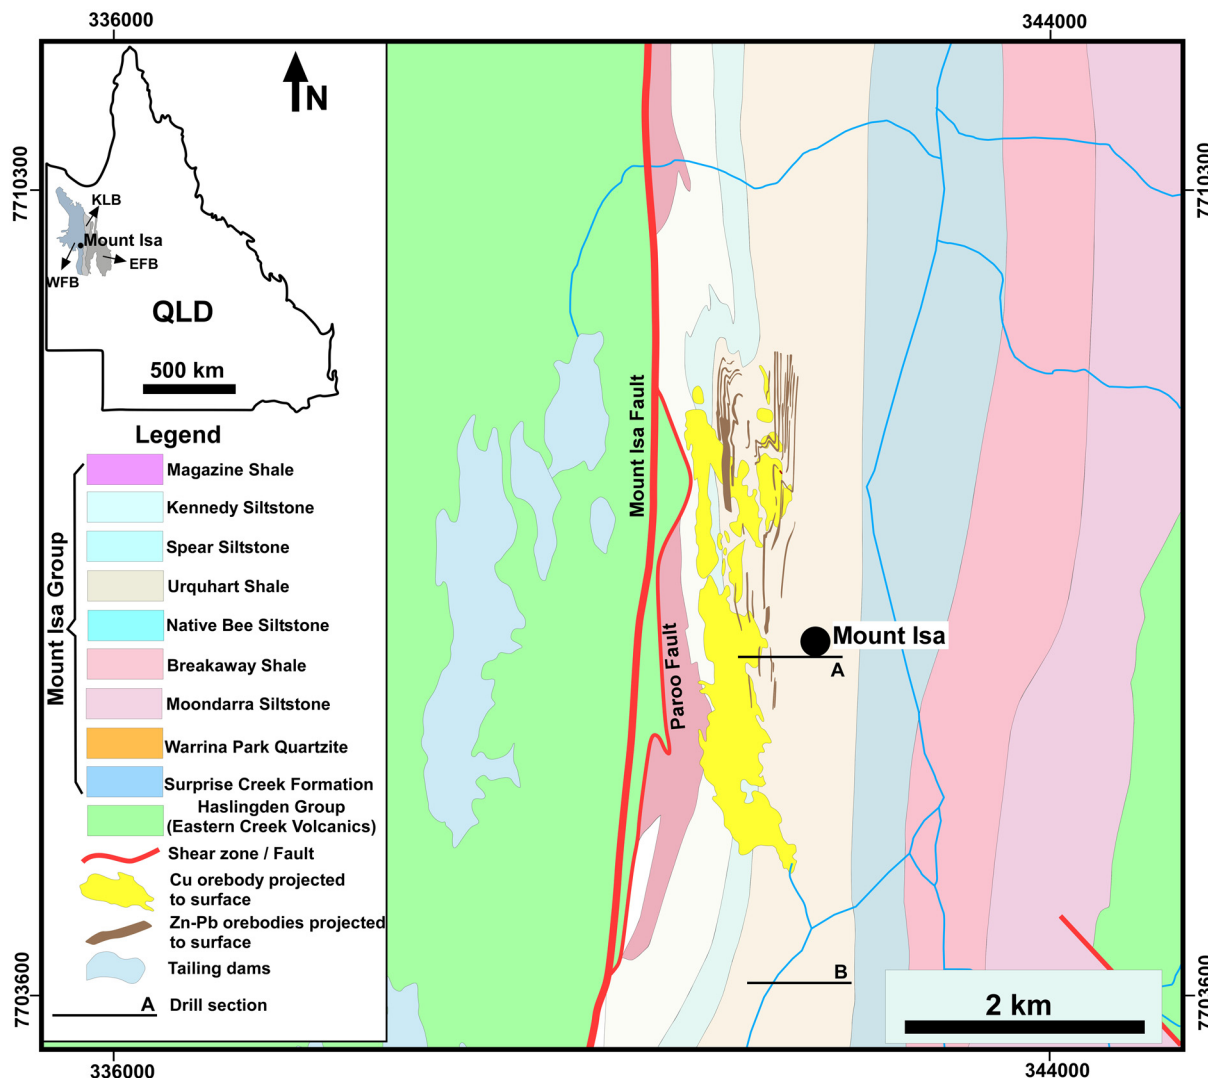 336000
344000
N
7710300
7710300
KLB
Mount Isa
EFB
WFB
QLD
500 km
Mount Isa Fault
Legend
Mount Isa Group
Magazine Shale
Kennedy Siltstone
Spear Siltstone
Urquhart Shale
Native Bee Siltstone
Breakaway Shale
Moondarra Siltstone
Warrina Park Quartzite
Surprise Creek Formation
Haslingden Group
(Eastern Creek Volcanics)
Shear zone / Fault
Cu orebody projected
to surface
Zn-Pb orebodies projected
to surface
Tailing dams
A
Drill section
Paroo Fault
Mount Isa
A
B
2 km
7703600
7703600
336000
344000